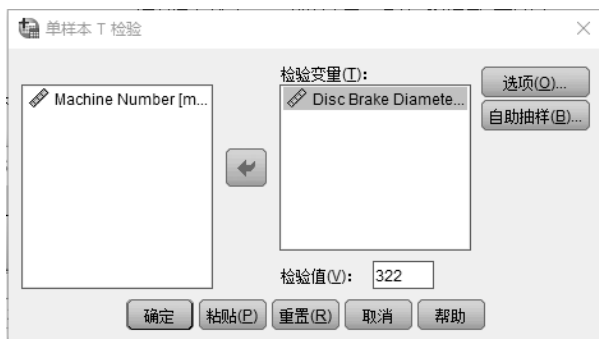 单样本 T 检验
检验变量(T):
Machine Number [m...
Disc Brake Diamete...
选项(O)...
自助抽样(B)...
检验值(V): 322
确定 粘贴(P) 重置(R) 取消 帮助